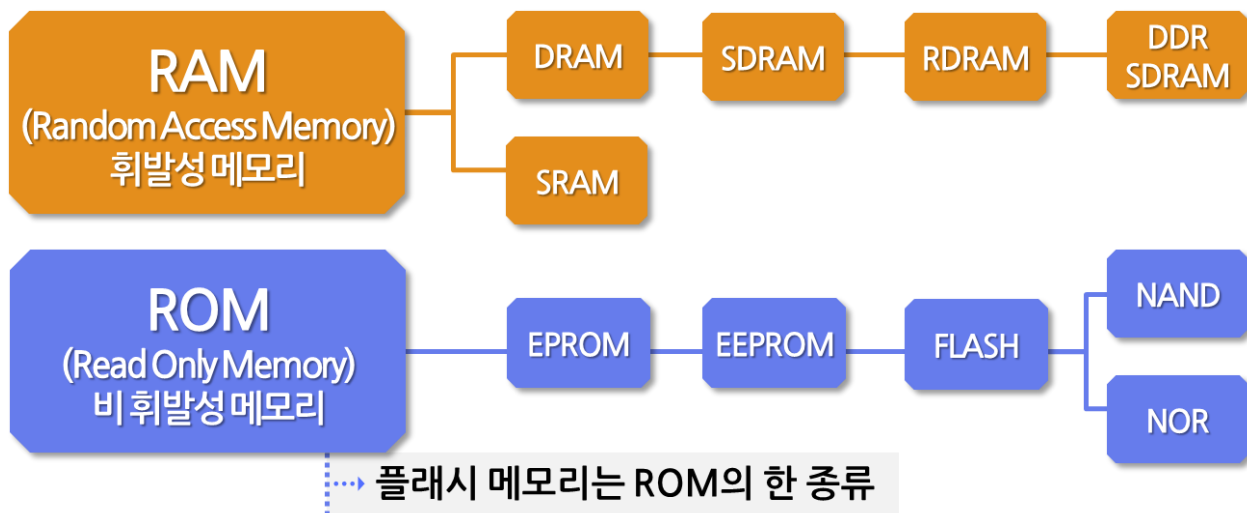 RAM
(Random Access Memory)
휘발성 메모리
DRAM
SDRAM
RDRAM
DDR
SDRAM
SRAM
ROM
(Read Only Memory)
비 휘발성 메모리
EPROM
EEPROM
FLASH
NAND
NOR
플래시 메모리는 ROM의 한 종류